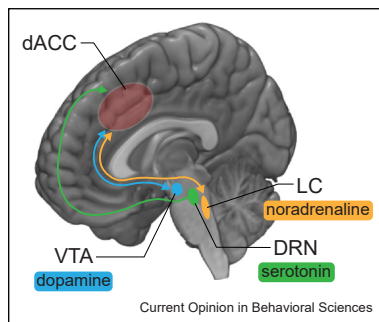 dACC
LC
noradrenaline
VTA
dopamine
DRN
serotonin
Current Opinion in Behavioral Sciences